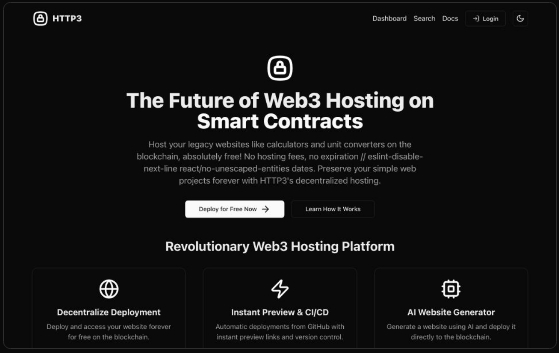 HTTP3
Dashboard Search Docs Login
The Future of Web3 Hosting on
Smart Contracts
Host your legacy websites like calculators and unit converters on the
blockchain, absolutely free! No hosting fees, no expiration // eslint-disable-
next-line react/no-unescaped-entities dates. Preserve your simple web
projects forever with HTTP3's decentralized hosting.
Deploy for Free Now
Learn How It Works
Revolutionary Web3 Hosting Platform
Decentralize Deployment
Deploy and access your website forever
for free on the blockchain.
Instant Preview & CI/CD
Automatic deployments from GitHub with
instant preview links and version control.
AI Website Generator
Generate a website using AI and deploy it
directly to the blockchain.